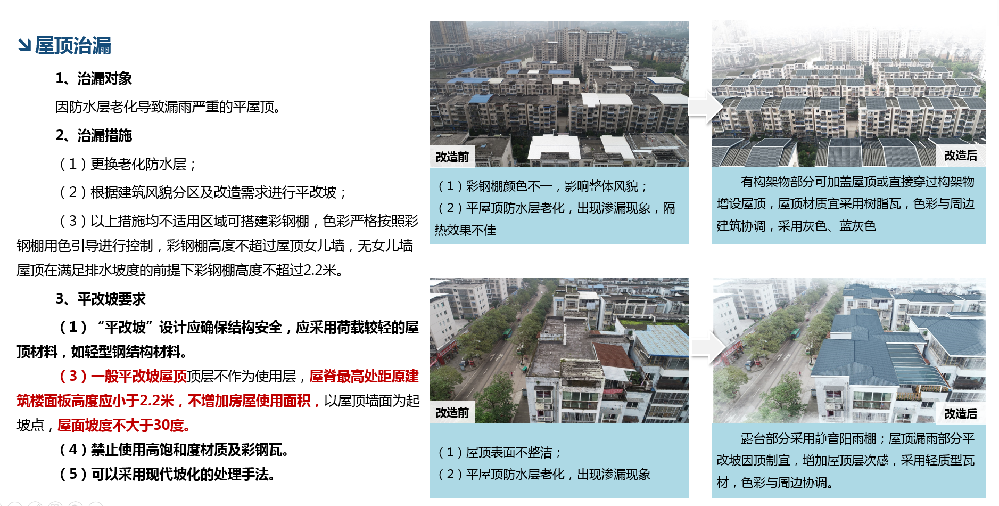 屋顶治漏
1、治漏对象
因防水层老化导致漏雨严重的平屋顶。
2、治漏措施
（1）更换老化防水层；
（2）根据建筑风貌分区及改造需求进行平改坡；
（3）以上措施均不适用区域可搭建彩钢棚，色彩严格按照彩
钢棚用色引导进行控制，彩钢棚高度不超过屋顶女儿墙，无女儿墙
屋顶在满足排水坡度的前提下彩钢棚高度不超过2.2米。
3、平改坡要求
（1）“平改坡”设计应确保结构安全，应采用荷载较轻的屋
顶材料，如轻型钢结构材料。
（3）一般平改坡屋顶顶层不作为使用层，屋脊最高处距原建
筑楼面板高度应小于2.2米，不增加房屋使用面积，以屋顶墙面为起
坡点，屋面坡度不大于30度。
（4）禁止使用高饱和度材质及彩钢瓦。
（5）可以采用现代坡化的处理手法。
改造前
（1）彩钢棚颜色不一，影响整体风貌；
（2）平屋顶防水层老化，出现渗漏现象，隔
热效果不佳
改造后
有构架物部分可加盖屋顶或直接穿过构架物
增设屋顶，屋顶材质宜采用树脂瓦，色彩与周边
建筑协调，采用灰色、蓝灰色
改造前
（1）屋顶表面不整洁；
（2）平屋顶防水层老化，出现渗漏现象
改造后
露台部分采用静音阳雨棚；屋顶漏雨部分平
改坡因顶制宜，增加屋顶层次感，采用轻质型瓦
材，色彩与周边协调。